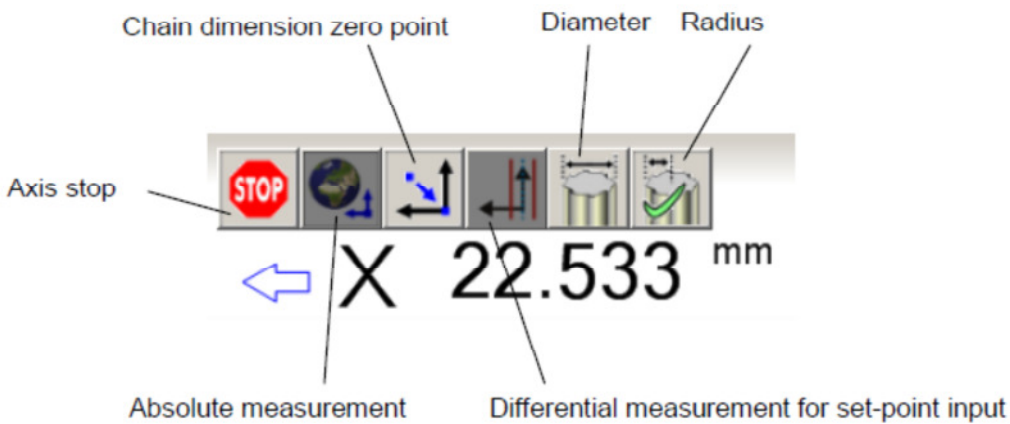 Chain dimension zero point
Diameter
Radius
Axis stop
STOP
X 22.533 mm
Absolute measurement
Differential measurement for set-point input